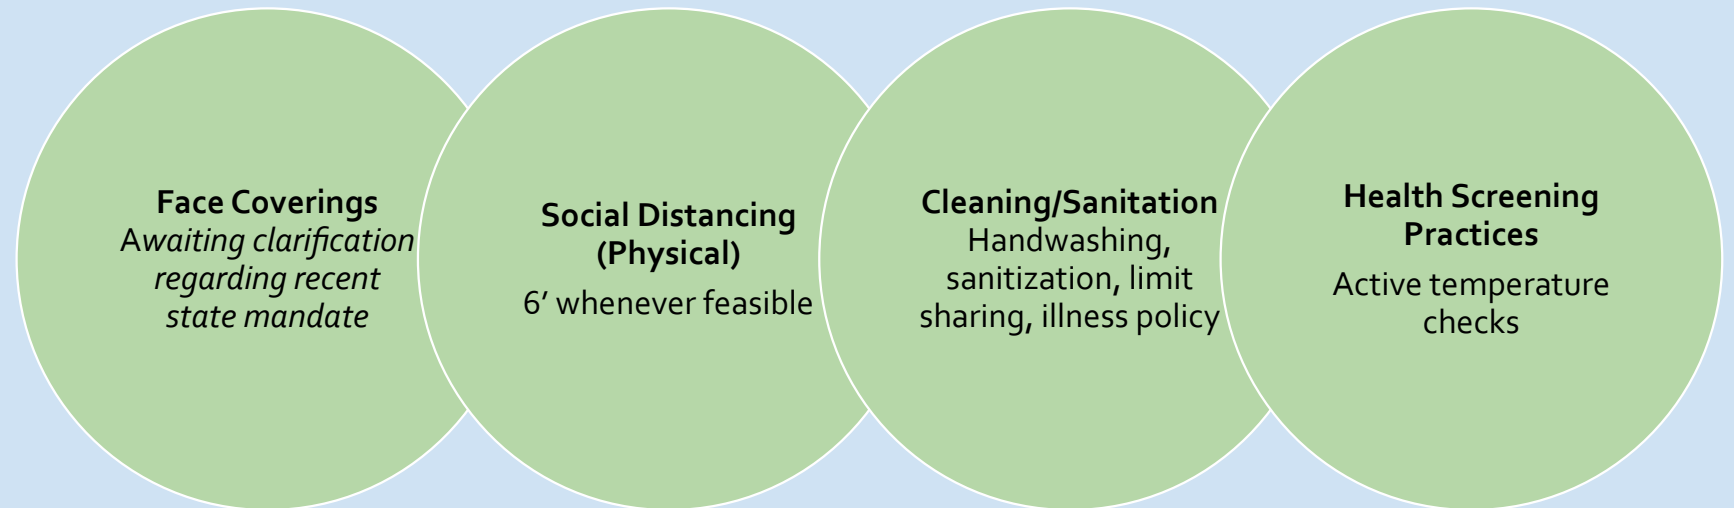 Face Coverings
Awaiting clarification
regarding recent
state mandate
Social Distancing
(Physical)
6’ whenever feasible
Cleaning/Sanitation
Handwashing,
sanitization, limit
sharing, illness policy
Health Screening
Practices
Active temperature
checks